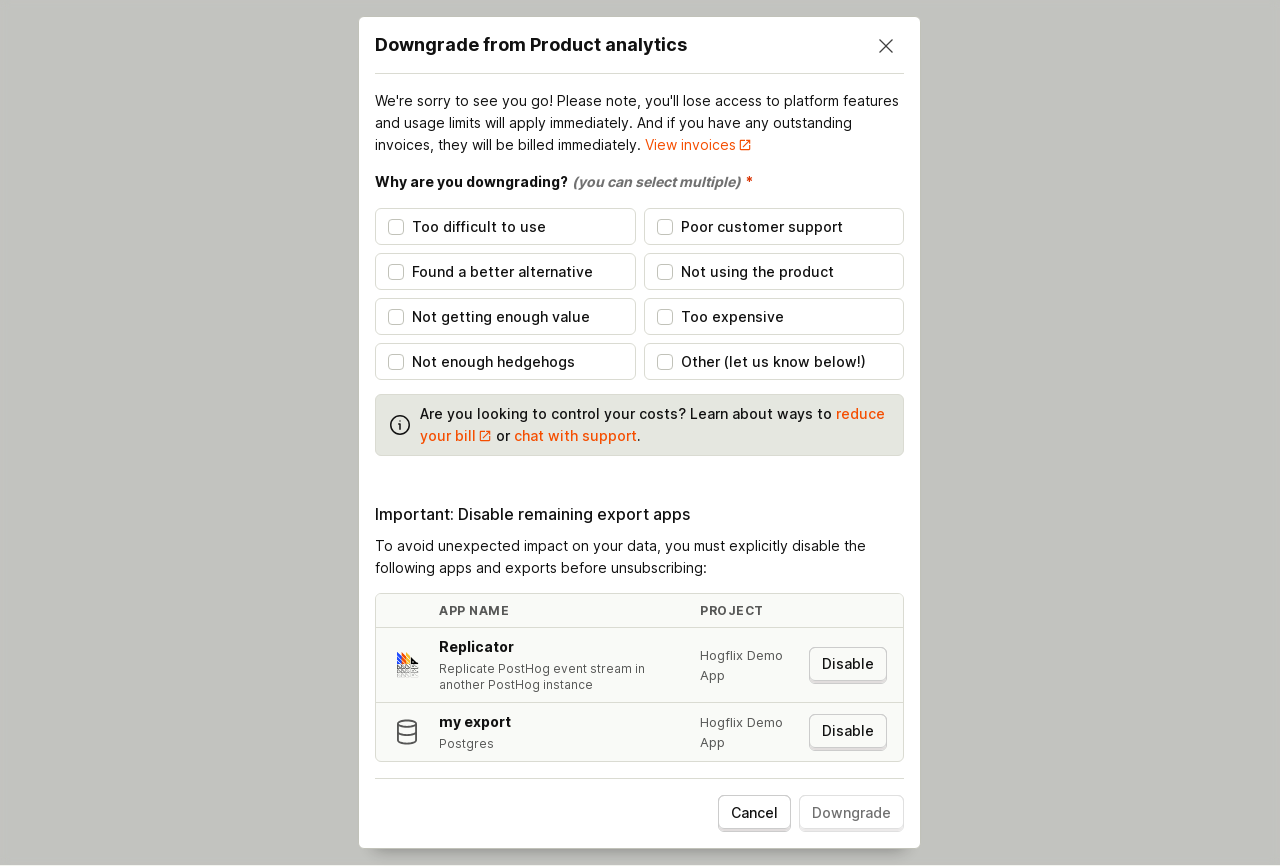 Downgrade from Product analytics
We're sorry to see you go! Please note, you'll lose access to platform features
and usage limits will apply immediately. And if you have any outstanding
invoices, they will be billed immediately. View invoices
Why are you downgrading? (you can select multiple) *
Too difficult to use
Poor customer support
Found a better alternative
Not using the product
Not getting enough value
Too expensive
Not enough hedgehogs
Other (let us know below!)
Are you looking to control your costs? Learn about ways to reduce
your bill or chat with support.
Important: Disable remaining export apps
To avoid unexpected impact on your data, you must explicitly disable the
following apps and exports before unsubscribing:
APP NAME
PROJECT
Replicator
Replicate PostHog event stream in
another PostHog instance
Hogflix Demo
App
Disable
my export
Postgres
Hogflix Demo
App
Disable
Cancel
Downgrade